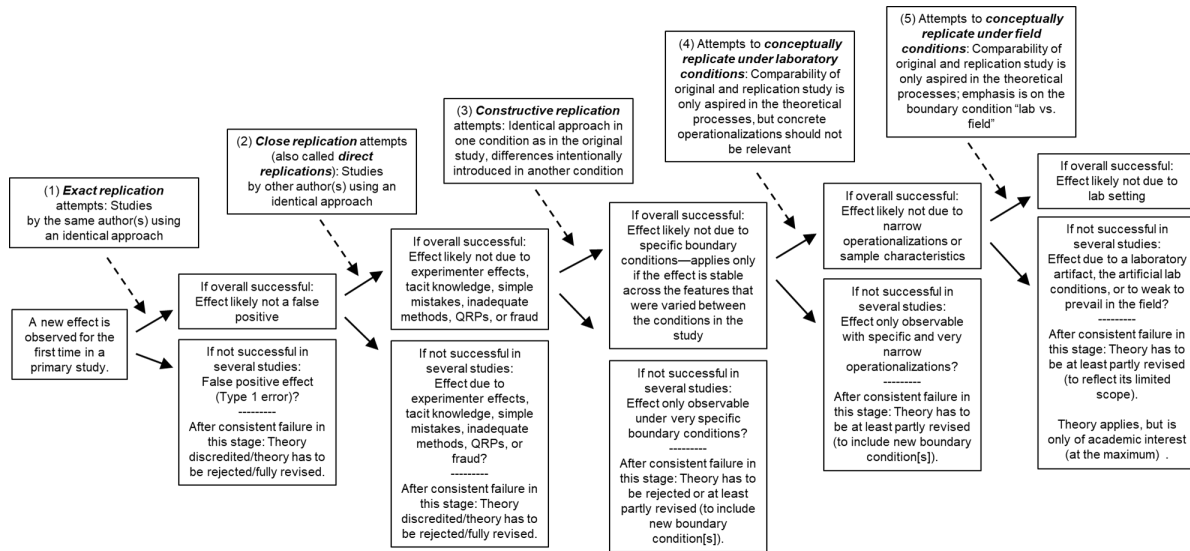 A new effect is
observed for the
first time in a
primary study.
(1) Exact replication
attempts: Studies
by the same author(s) using
an identical approach
If overall successful:
Effect likely not a false
positive
If not successful in
several studies:
False positive effect
(Type 1 error)?
---------
After consistent failure in
this stage: Theory
discredited/theory has to
be rejected/fully revised.
(2) Close replication attempts
(also called direct
replications): Studies
by other author(s) using an
identical approach
If overall successful:
Effect likely not due to
experimenter effects,
tacit knowledge, simple
mistakes, inadequate
methods, QRPs, or fraud
If not successful in
several studies:
Effect due to
experimenter effects,
tacit knowledge, simple
mistakes, inadequate
methods, QRPs, or
fraud?
---------
After consistent failure in
this stage: Theory
discredited/theory has to
be rejected/fully revised.
(3) Constructive replication
attempts: Identical approach in
one condition as in the original
study, differences intentionally
introduced in another condition
If overall successful:
Effect likely not due to
specific boundary
conditions—applies only
if the effect is stable
across the features that
were varied between
the conditions in the
study
If not successful in
several studies:
Effect only observable
under very specific
boundary conditions?
---------
After consistent failure in
this stage: Theory has to
be rejected or at least
partly revised (to include
new boundary
condition[s]).
(4) Attempts to conceptually
replicate under laboratory
conditions: Comparability of
original and replication study is
only aspired in the theoretical
processes, but concrete
operationalizations should not
be relevant
If overall successful:
Effect likely not due to
narrow
operationalizations or
sample characteristics
If not successful in
several studies:
Effect only observable
with specific and very
narrow
operationalizations?
---------
After consistent failure in
this stage: Theory has to
be at least partly revised
(to include new boundary
condition[s]).
(5) Attempts to conceptually
replicate under field
conditions: Comparability of
original and replication study is
only aspired in the theoretical
processes; emphasis is on the
boundary condition “lab vs.
field”
If overall successful:
Effect likely not due to
lab setting
If not successful in
several studies:
Effect due to a laboratory
artifact, the artificial lab
conditions, or to weak to
prevail in the field?
---------
After consistent failure in
this stage: Theory has to
be at least partly revised
(to reflect its limited
scope).
Theory applies, but is
only of academic interest
(at the maximum) .